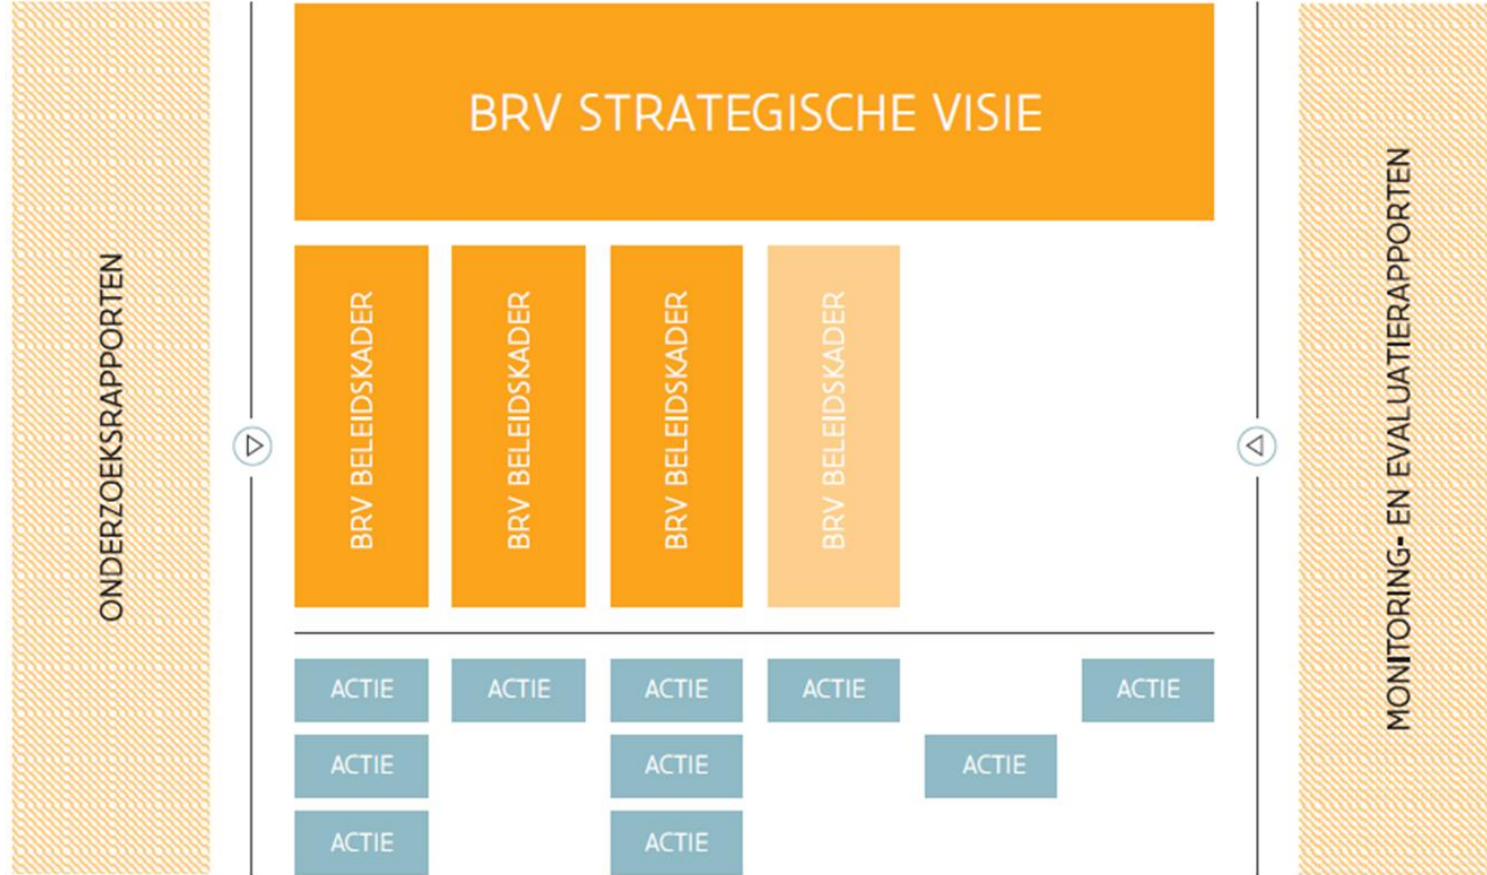 ONDERZOEKSRAPPORTEN
BRV STRATEGISCHE VISIE
BRV BELEIDSKADER
BRV BELEIDSKADER
BRV BELEIDSKADER
BRV BELEIDSKADER
ACTIE
ACTIE
ACTIE
ACTIE
ACTIE
ACTIE
ACTIE
ACTIE
ACTIE
ACTIE
MONITORING- EN EVALUATIERAPPORTEN